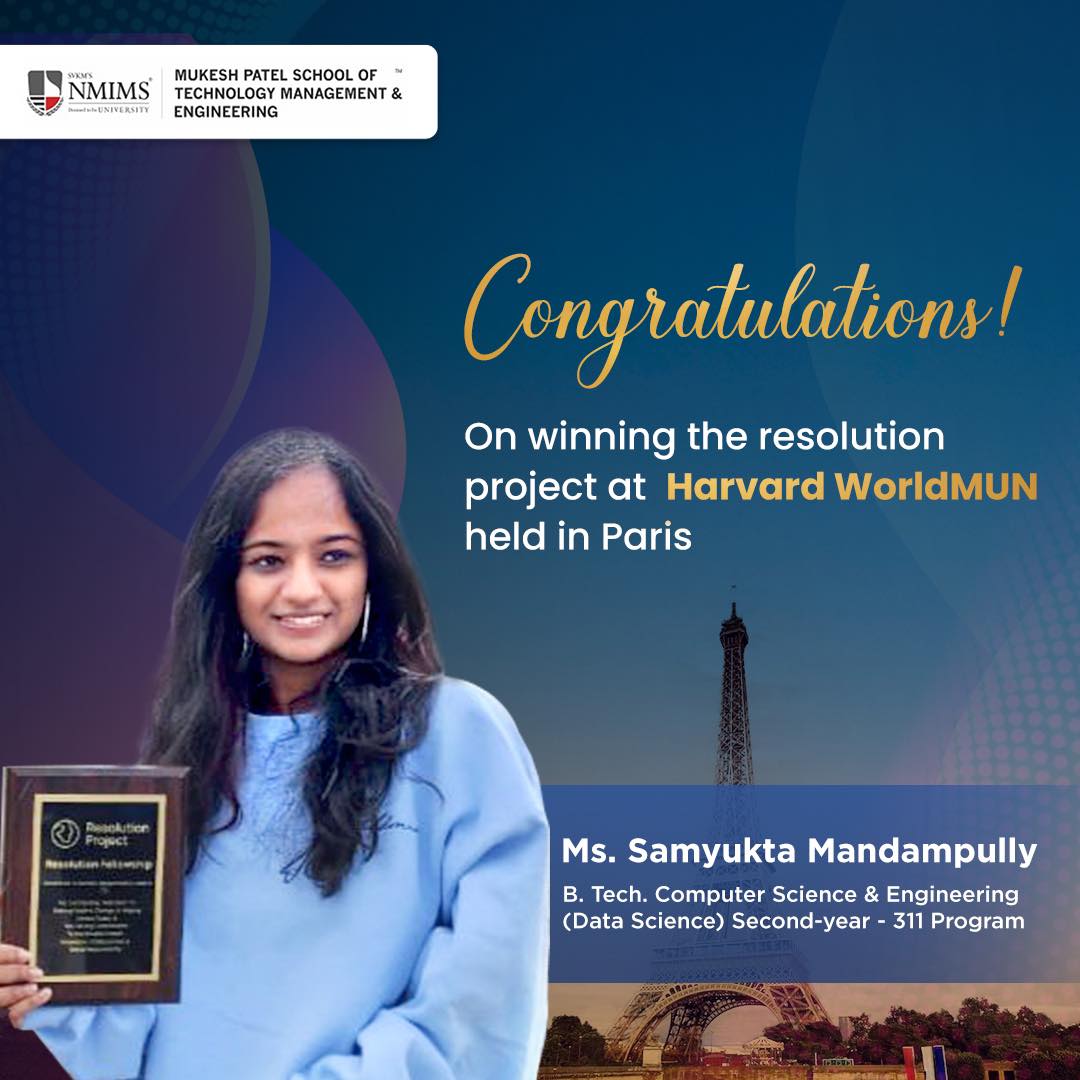 SVKM'S
NMIMS®
Deemed to be UNIVERSITY
MUKESH PATEL SCHOOL OF ™
TECHNOLOGY MANAGEMENT &
ENGINEERING
Congratulations!
On winning the resolution
project at Harvard WorldMUN
held in Paris
Resolution
Project
Resolution Fellowship
Ms. Samyukta Mandampully
B. Tech. Computer Science & Engineering
(Data Science) Second-year - 311 Program